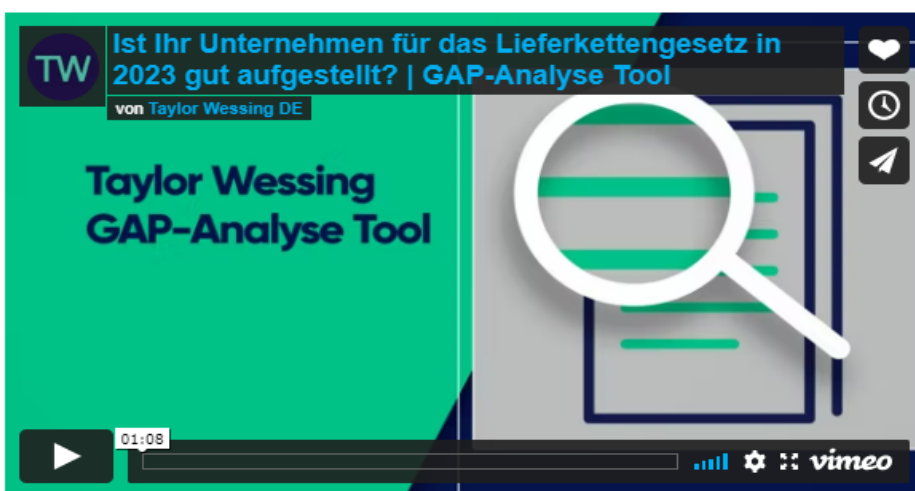 TW
Ist Ihr Unternehmen für das Lieferkettengesetz in
2023 gut aufgestellt? | GAP-Analyse Tool
von Taylor Wessing DE
Taylor Wessing
GAP-Analyse Tool
01:08
vimeo